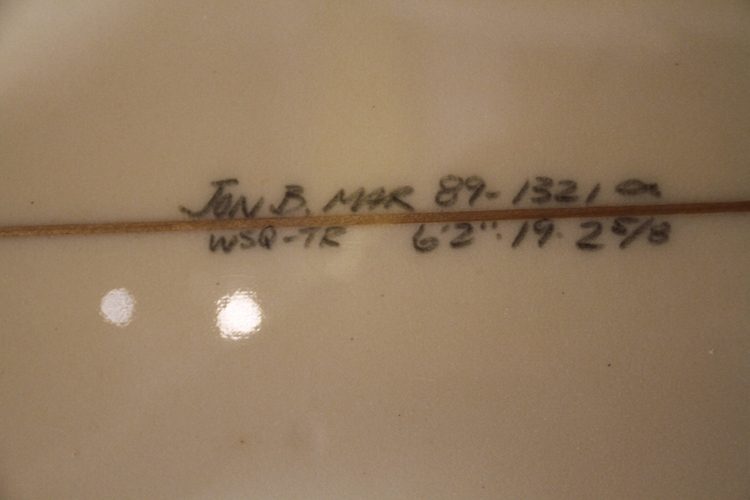 JON B. MAR 89-1321
WSQ-TR 6'2". 19. 2 5/8